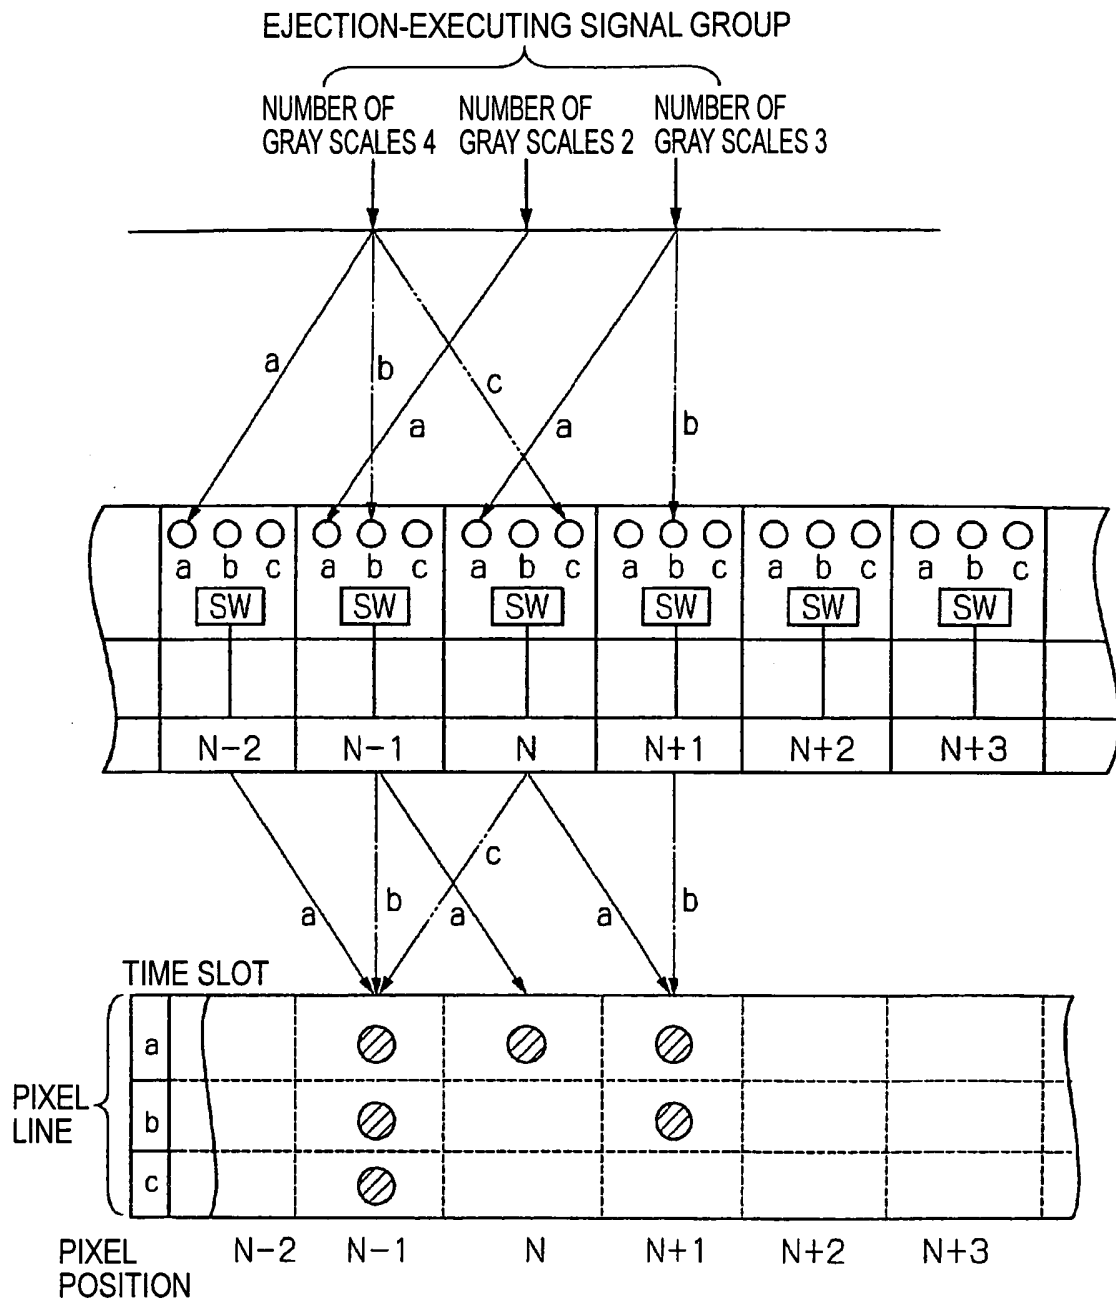 EJECTION-EXECUTING SIGNAL GROUP
NUMBER OF GRAY SCALES 4
NUMBER OF GRAY SCALES 2
NUMBER OF GRAY SCALES 3
a b c a a b
a b c a b c a b c a b c a b c a b c
SW SW SW SW SW SW
N-2 N-1 N N+1 N+2 N+3
a b c a a b
TIME SLOT
PIXEL LINE
a
b
c
PIXEL POSITION
N-2 N-1 N N+1 N+2 N+3